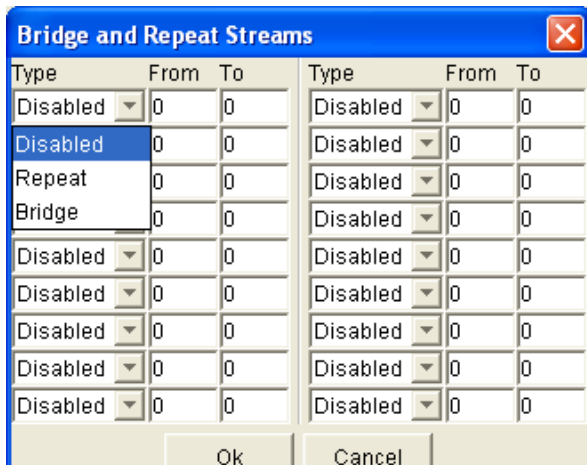 Bridge and Repeat Streams
Type From To Type From To
Disabled 0 0 Disabled 0 0
Disabled 0 0 Disabled 0 0
Repeat 0 0 Disabled 0 0
Bridge 0 0 Disabled 0 0
Disabled 0 0 Disabled 0 0
Disabled 0 0 Disabled 0 0
Disabled 0 0 Disabled 0 0
Disabled 0 0 Disabled 0 0
Disabled 0 0 Disabled 0 0
Ok Cancel